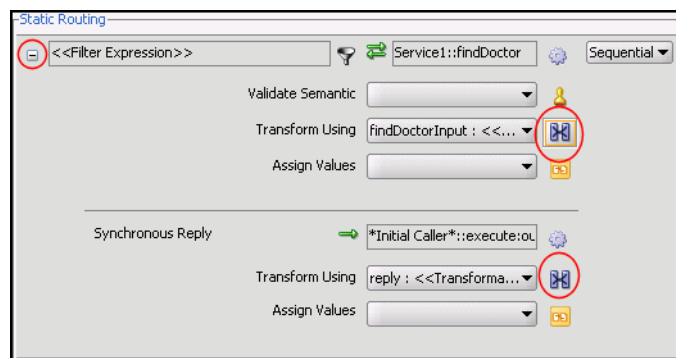 Static Routing
<<Filter Expression>> Service1::findDoctor Sequential
Validate Semantic
Transform Using findDoctorInput : <<...
Assign Values
Synchronous Reply *Initial Caller*::execute:ou
Transform Using reply : <<Transforma...
Assign Values